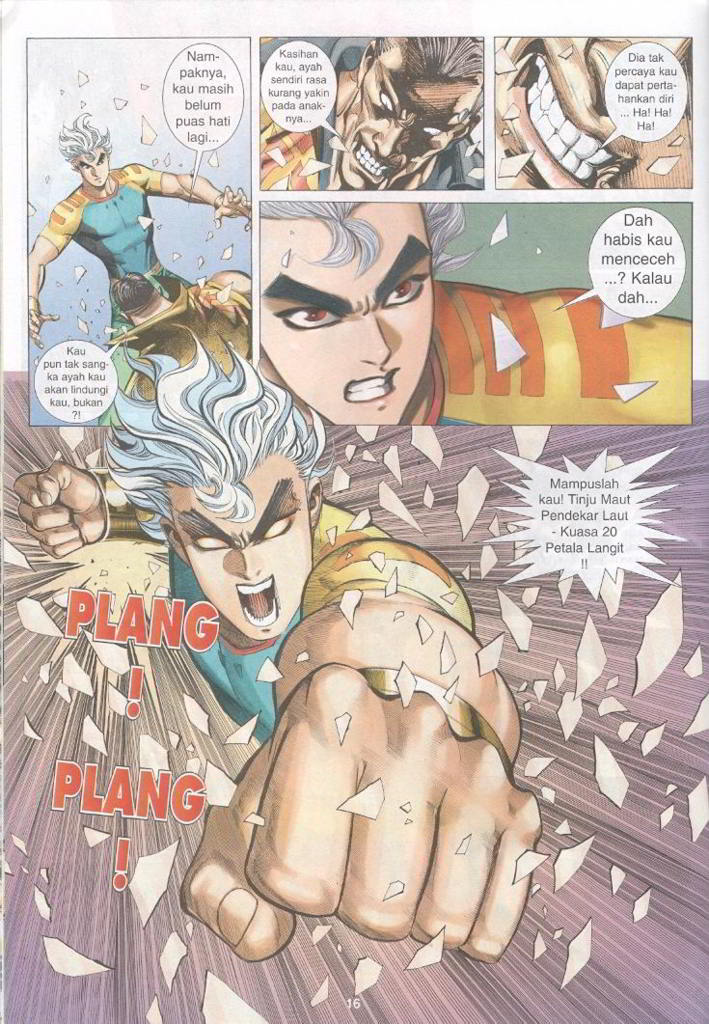 Nam-
paknya,
kau masih
belum
puas hati
lagi...
Kau
pun tak sang-
ka ayah kau
akan lindungi
kau, bukan
?!
Kasihan
kau, ayah
sendiri rasa
kurang yakin
pada anak-
nya...
Dia tak
percaya kau
dapat perta-
hankan diri
... Ha! Ha!
Ha!
Dah
habis kau
menceceh
...? Kalau
dah...
Mampuslah
kau! Tinju Maut
Pendekar Laut
- Kuasa 20
Petala Langit
!!
PLANG
!
PLANG
!
16